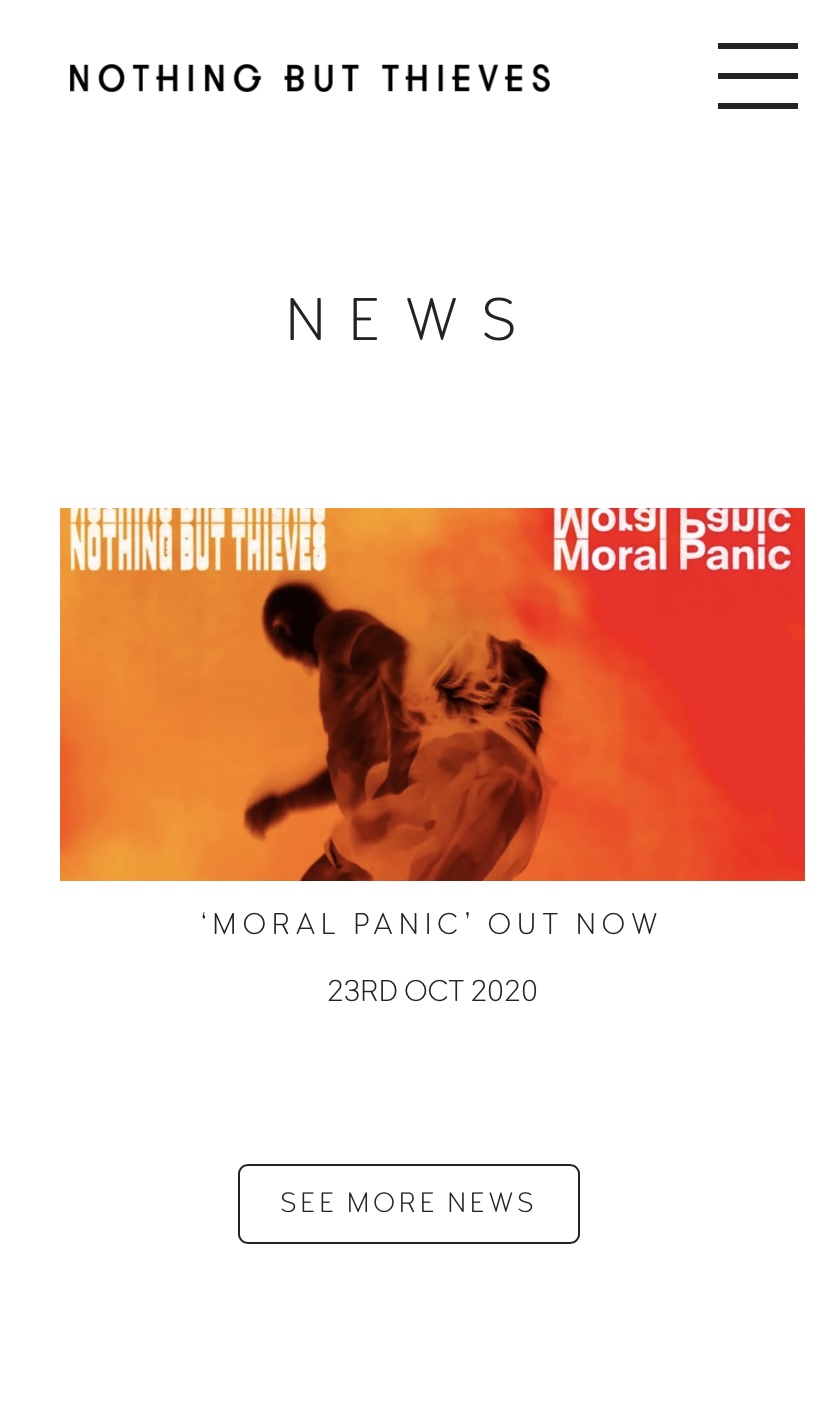 NOTHING BUT THIEVES
NEWS
NOTHING BUT THIEVES
Moral Panic
Moral Panic
‘MORAL PANIC’ OUT NOW
23RD OCT 2020
SEE MORE NEWS